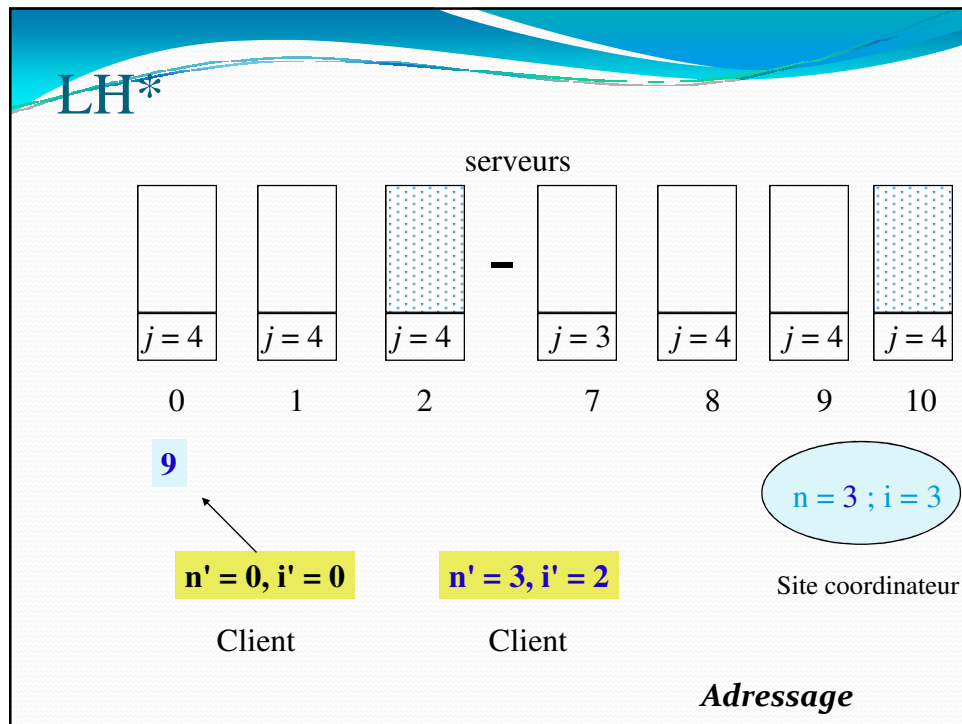 LH*
serveurs
j = 4 j = 4 j = 4 - j = 3 j = 4 j = 4 j = 4
0 1 2 7 8 9 10
9
n = 3 ; i = 3
n' = 0, i' = 0 n' = 3, i' = 2
Site coordinateur
Client Client
Adressage